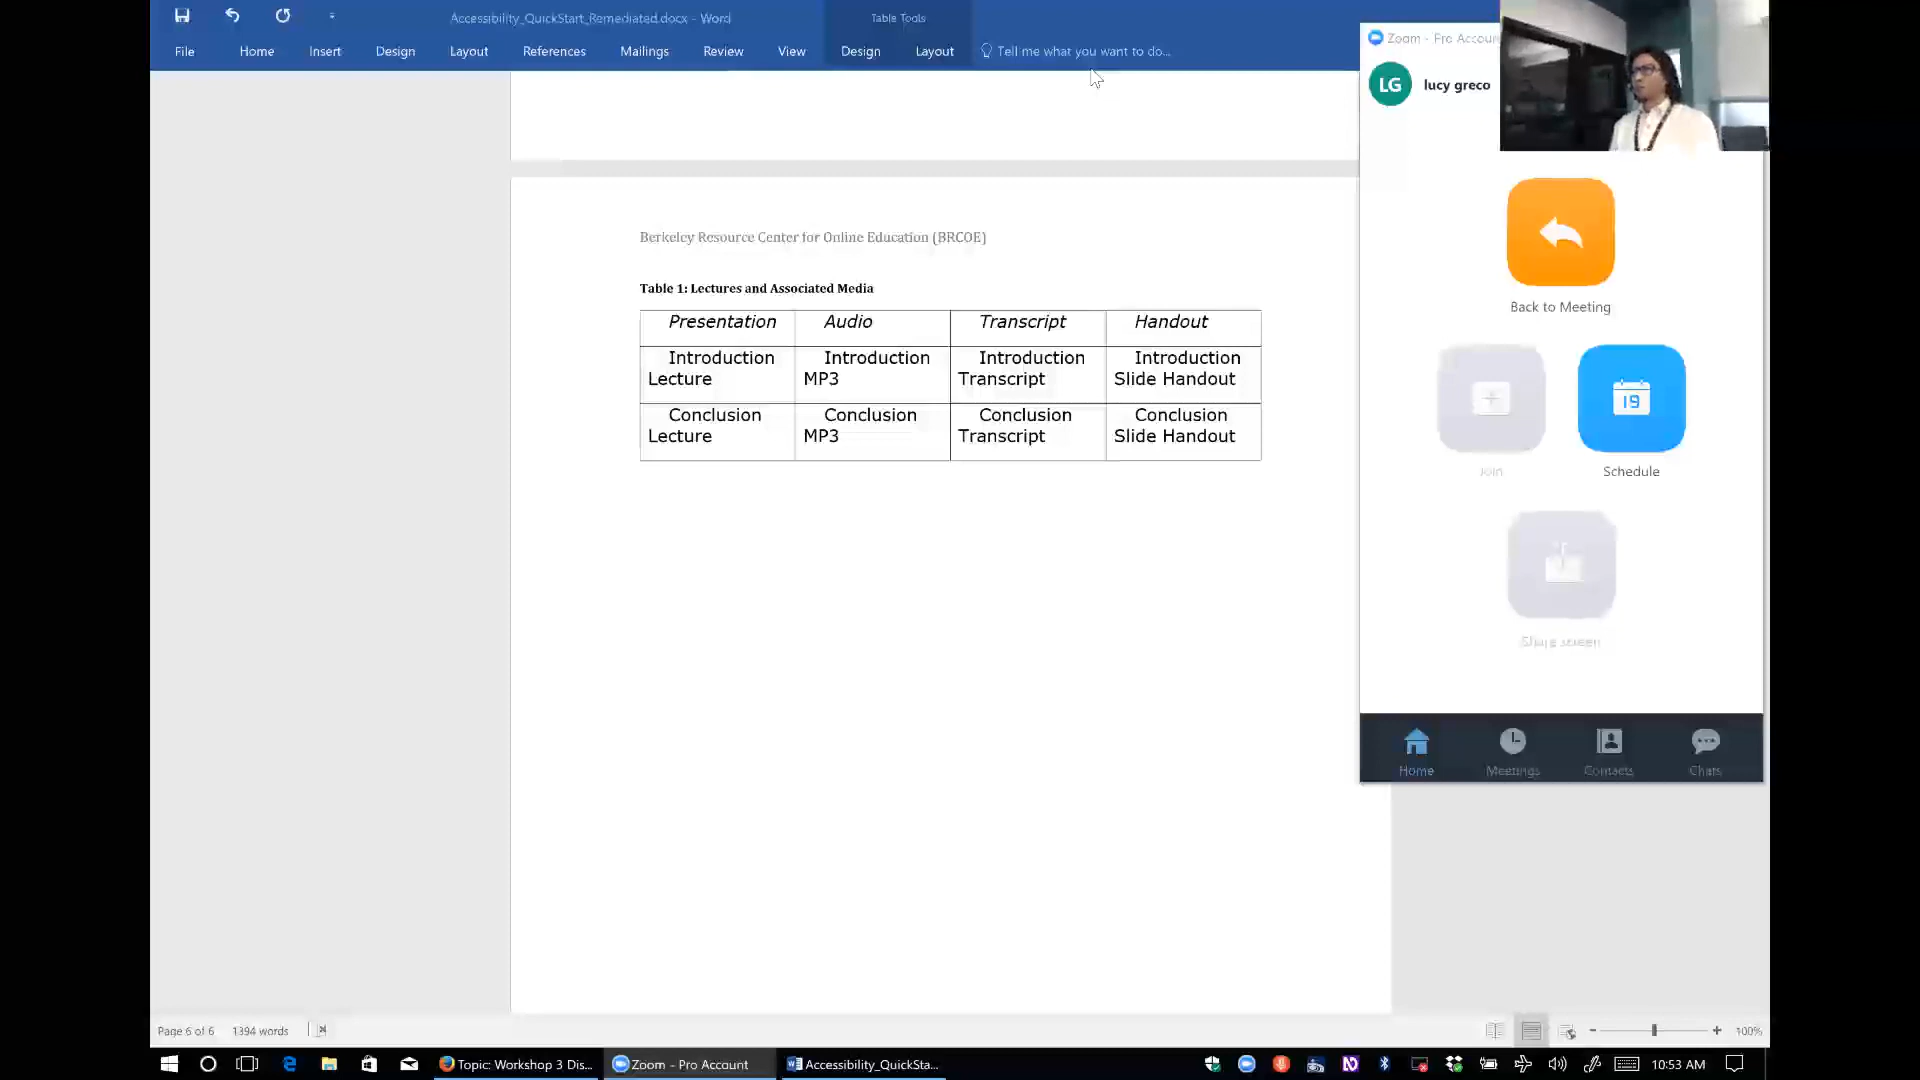 Accessibility_QuickStart_Remediated.docx - Word
Table Tools
File Home Insert Design Layout References Mailings Review View Design Layout Tell me what you want to do...
Zoom - Pro Accoun
LG lucy greco
Berkeley Resource Center for Online Education (BRCOE)
Table 1: Lectures and Associated Media
Presentation Audio Transcript Handout
Introduction Introduction Introduction Introduction
Lecture MP3 Transcript Slide Handout
Conclusion Conclusion Conclusion Conclusion
Lecture MP3 Transcript Slide Handout
Back to Meeting
19
Join Schedule
Share screen
Home Meetings Contacts Chats
Page 6 of 6 1394 words 100%
Topic: Workshop 3 Dis... Zoom - Pro Account Accessibility_QuickSta... 10:53 AM